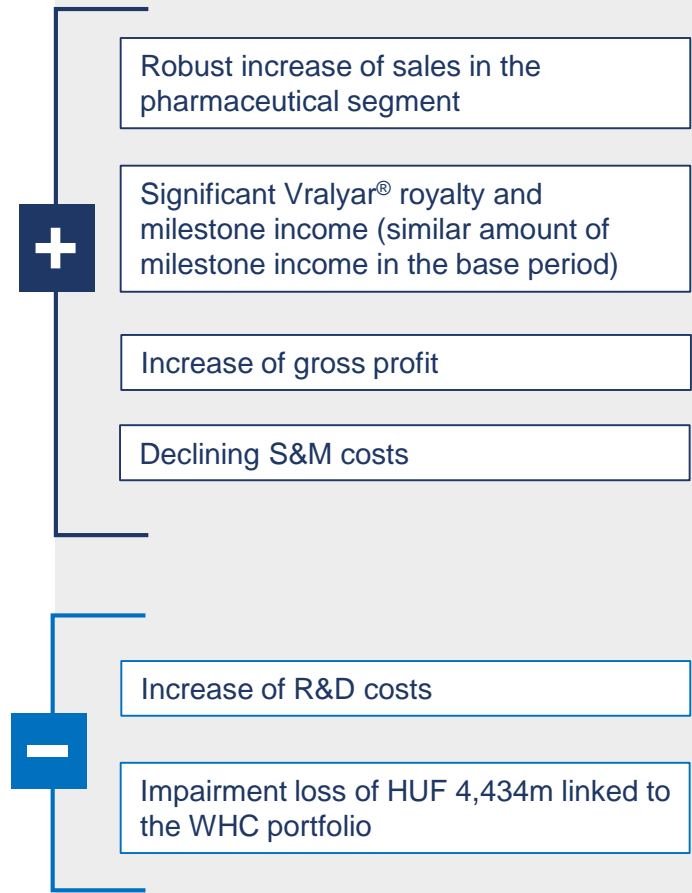 Robust increase of sales in the
pharmaceutical segment
Significant Vralyar® royalty and
milestone income (similar amount of
milestone income in the base period)
Increase of gross profit
Declining S&M costs
Increase of R&D costs
Impairment loss of HUF 4,434m linked to
the WHC portfolio